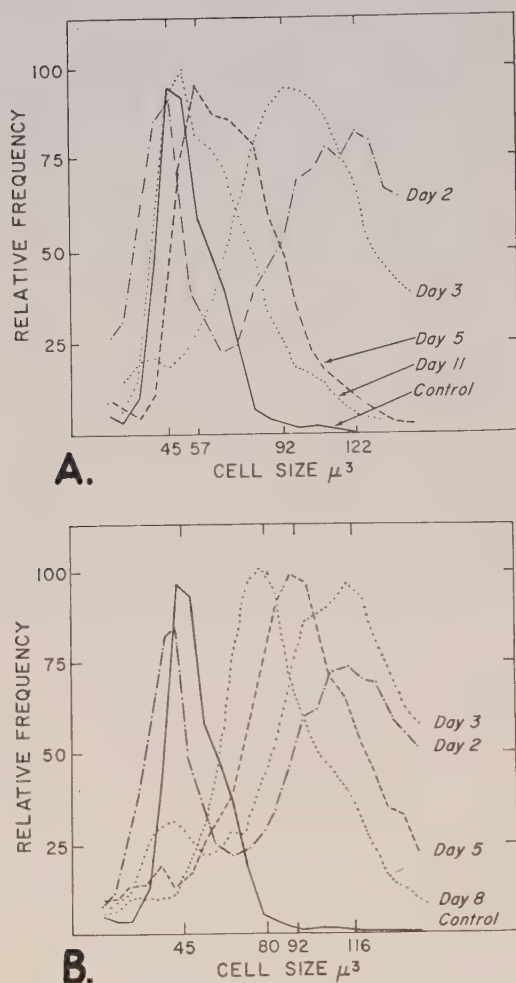 100
75
50
25
RELATIVE FREQUENCY
Day 2
Day 3
Day 5
Day 11
Control
45 57 92 122
CELL SIZE μ³
A.
100
75
50
25
RELATIVE FREQUENCY
Day 3
Day 2
Day 5
Day 8
Control
45 80 92 116
CELL SIZE μ³
B.